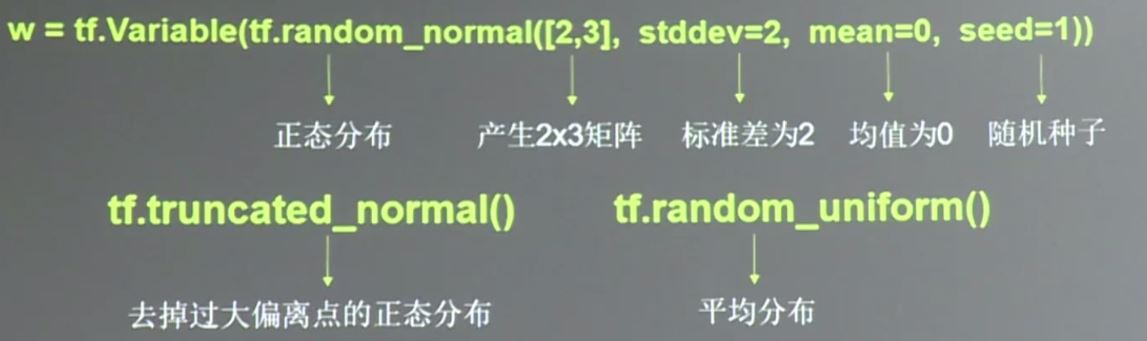 w = tf.Variable(tf.random_normal([2,3], stddev=2, mean=0, seed=1))
正态分布 产生2x3矩阵 标准差为2 均值为0 随机种子
tf.truncated_normal() tf.random_uniform()
去掉过大偏离点的正态分布 平均分布